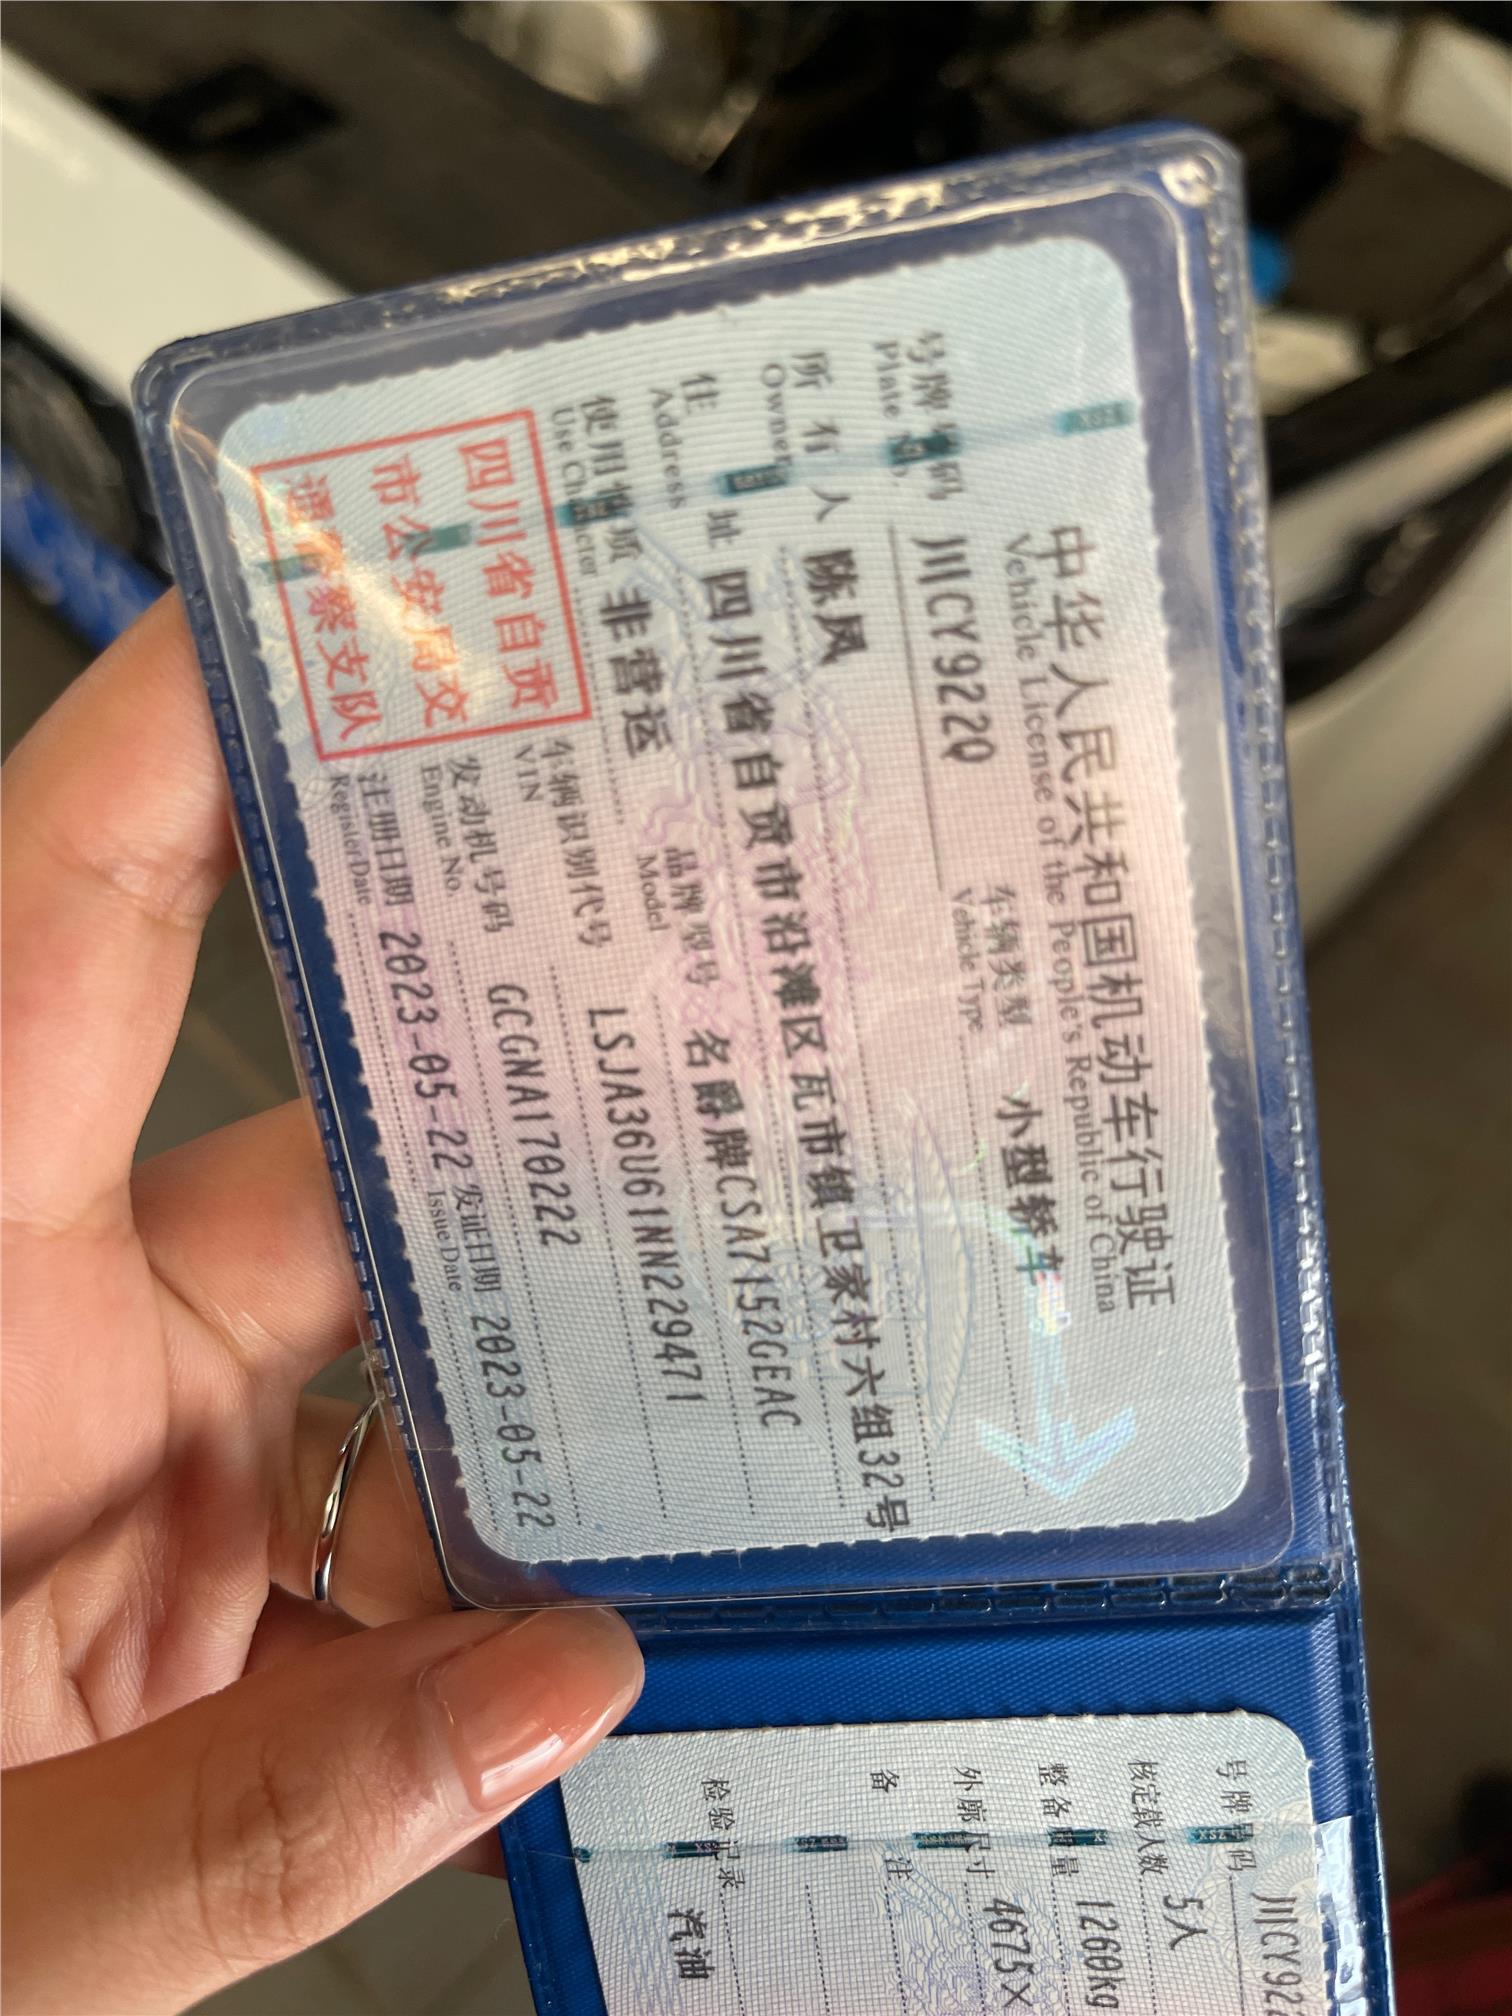 中华人民共和国机动车行驶证
Vehicle License of the People's Republic of China
号牌号码 川CY922Q 车辆类型 小型轿车
Plate No. Vehicle Type
所有人 陈凤
Owner
住址 四川省自贡市沿滩区瓦市镇卫家村六组32号
Address
使用性质 非营运 品牌型号 名爵牌CSA7152GEAC
Use Character Model
四川省自贡
市公安局交
通警察支队
车辆识别代号 LSJA36U61NN229471
VIN
发动机号码 GCGNA170222
Engine No.
注册日期 2023-05-22 发证日期 2023-05-22
Register Date Issue Date
号牌号码 川CY922
核定载人数 5人
整备质量 1260kg
外廓尺寸 4675X
备注
检验记录 汽油